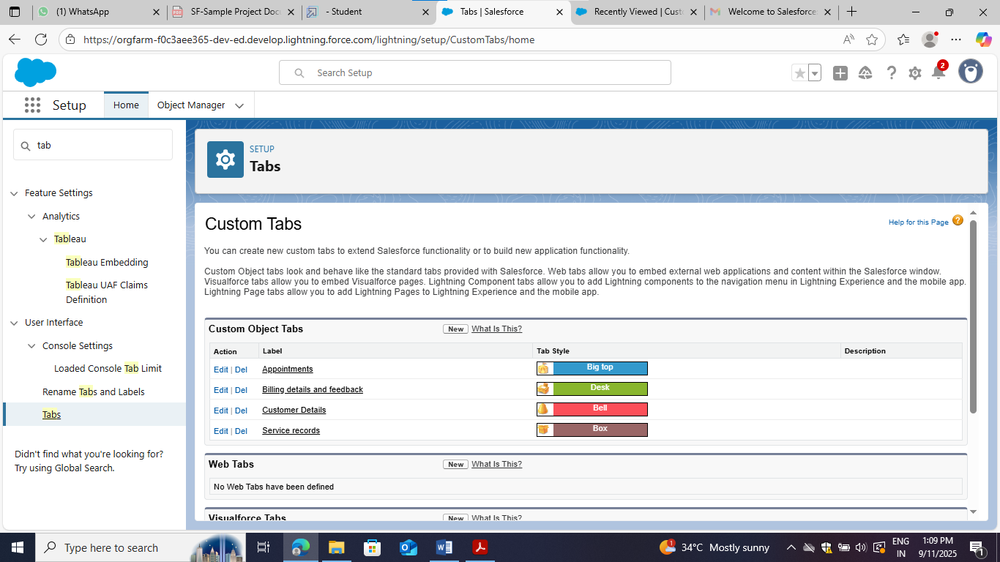 (1) WhatsApp
SF-Sample Project Doc
- Student
Tabs | Salesforce
Recently Viewed | Cust
Welcome to Salesforce
https://orgfarm-f0c3aee365-dev-ed.develop.lightning.force.com/lightning/setup/CustomTabs/home
Search Setup
2
Setup
Home
Object Manager
tab
Feature Settings
Analytics
Tableau
Tableau Embedding
Tableau UAF Claims
Definition
User Interface
Console Settings
Loaded Console Tab Limit
Rename Tabs and Labels
Tabs
Didn't find what you're looking for?
Try using Global Search.
SETUP
Tabs
Custom Tabs
Help for this Page
You can create new custom tabs to extend Salesforce functionality or to build new application functionality.
Custom Object tabs look and behave like the standard tabs provided with Salesforce. Web tabs allow you to embed external web applications and content within the Salesforce window.
Visualforce tabs allow you to embed Visualforce pages. Lightning Component tabs allow you to add Lightning components to the navigation menu in Lightning Experience and the mobile app.
Lightning Page tabs allow you to add Lightning Pages to Lightning Experience and the mobile app.
Custom Object Tabs New What Is This?
Action Label Tab Style Description
Edit | Del Appointments Big top
Edit | Del Billing details and feedback Desk
Edit | Del Customer Details Bell
Edit | Del Service records Box
Web Tabs New What Is This?
No Web Tabs have been defined
Visualforce Tabs New What Is This?
Type here to search
1
34°C Mostly sunny
ENG
IN
1:09 PM
9/11/2025
1